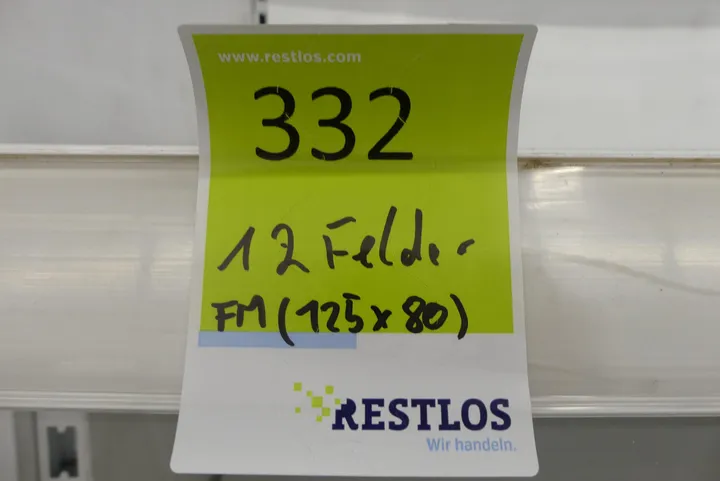 www.restlos.com
332
12 Felder
FM (125 x 80)
RESTLOS
Wir handeln.